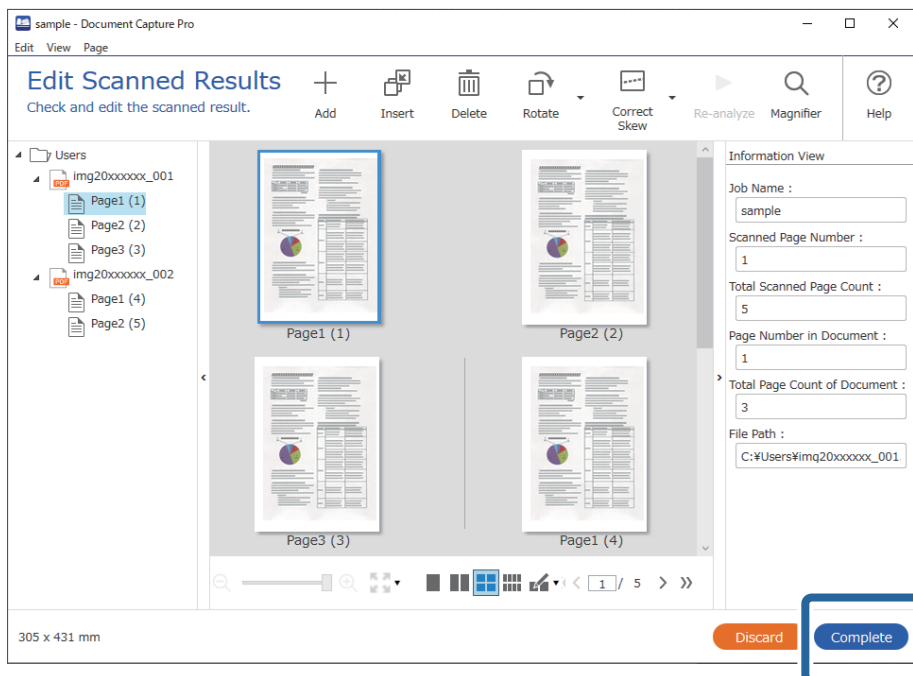 sample - Document Capture Pro
Edit View Page
Edit Scanned Results
Check and edit the scanned result.
Add
Insert
Delete
Rotate
Correct
Skew
Re-analyze
Magnifier
Help
Users
img20xxxxxx_001
Page1 (1)
Page2 (2)
Page3 (3)
img20xxxxxx_002
Page1 (4)
Page2 (5)
Page1 (1)
Page2 (2)
Page3 (3)
Page1 (4)
1 / 5
Information View
Job Name :
sample
Scanned Page Number :
1
Total Scanned Page Count :
5
Page Number in Document :
1
Total Page Count of Document :
3
File Path :
C:¥Users¥img20xxxxxx_001.
305 x 431 mm
Discard
Complete